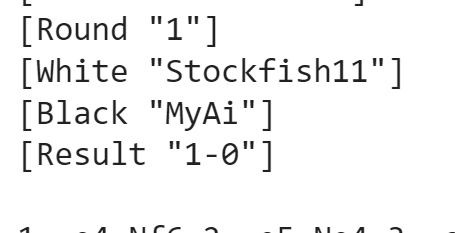 [Round "1"]
[White "Stockfish11"]
[Black "MyAi"]
[Result "1-0"]